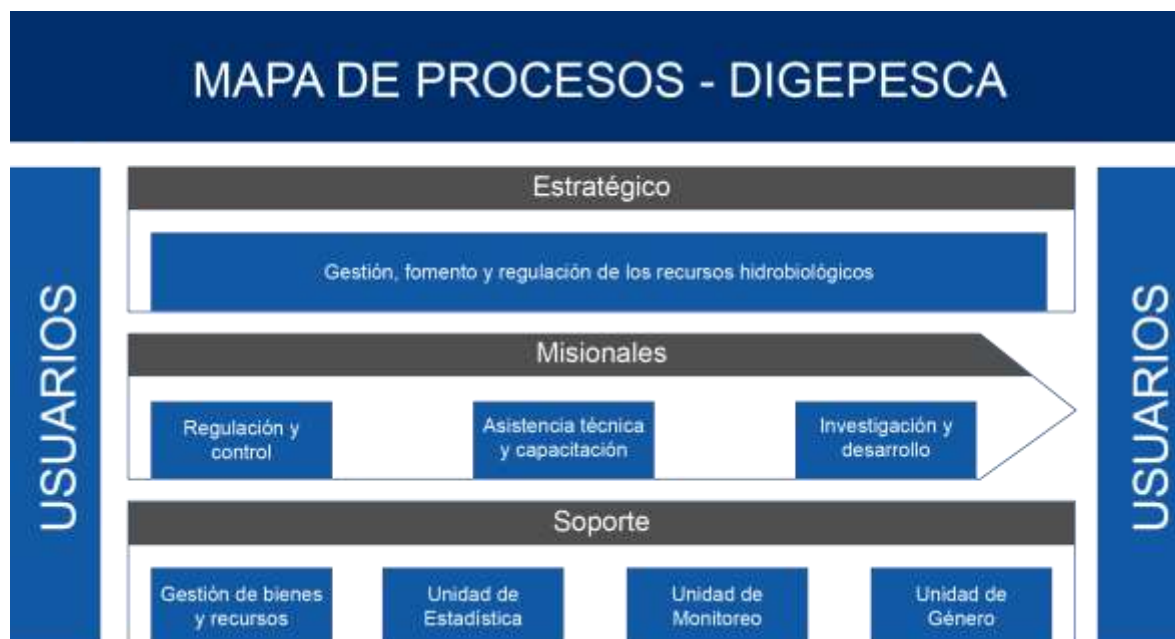 MAPA DE PROCESOS - DIGEPESCA
USUARIOS
Estratégico
Gestión, fomento y regulación de los recursos hidrobiológicos
Misionales
Regulación y
control
Asistencia técnica
y capacitación
Investigación y
desarrollo
Soporte
Gestión de bienes
y recursos
Unidad de
Estadística
Unidad de
Monitoreo
Unidad de
Género
USUARIOS